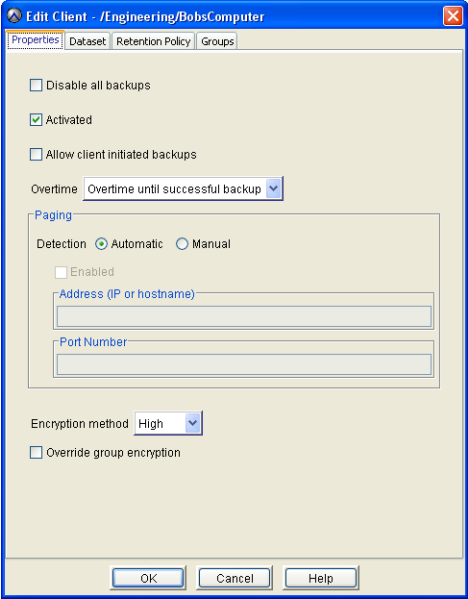 Edit Client - /Engineering/BobsComputer
Properties Dataset Retention Policy Groups
Disable all backups
Activated
Allow client initiated backups
Overtime Overtime until successful backup
Paging
Detection Automatic Manual
Enabled
Address (IP or hostname)
Port Number
Encryption method High
Override group encryption
OK Cancel Help